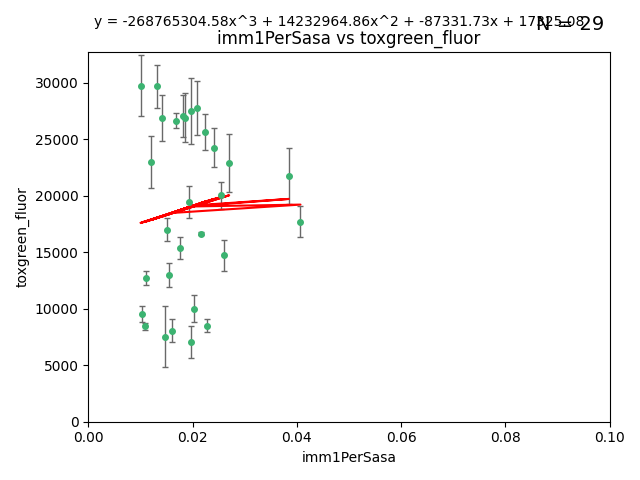 y = -268765304.58x^3 + 14232964.86x^2 + -87331.73x + 17325.08
N = 29
imm1PerSasa vs toxgreen_fluor
30000
25000
20000
15000
10000
5000
0
toxgreen_fluor
0.00 0.02 0.04 0.06 0.08 0.10
imm1PerSasa